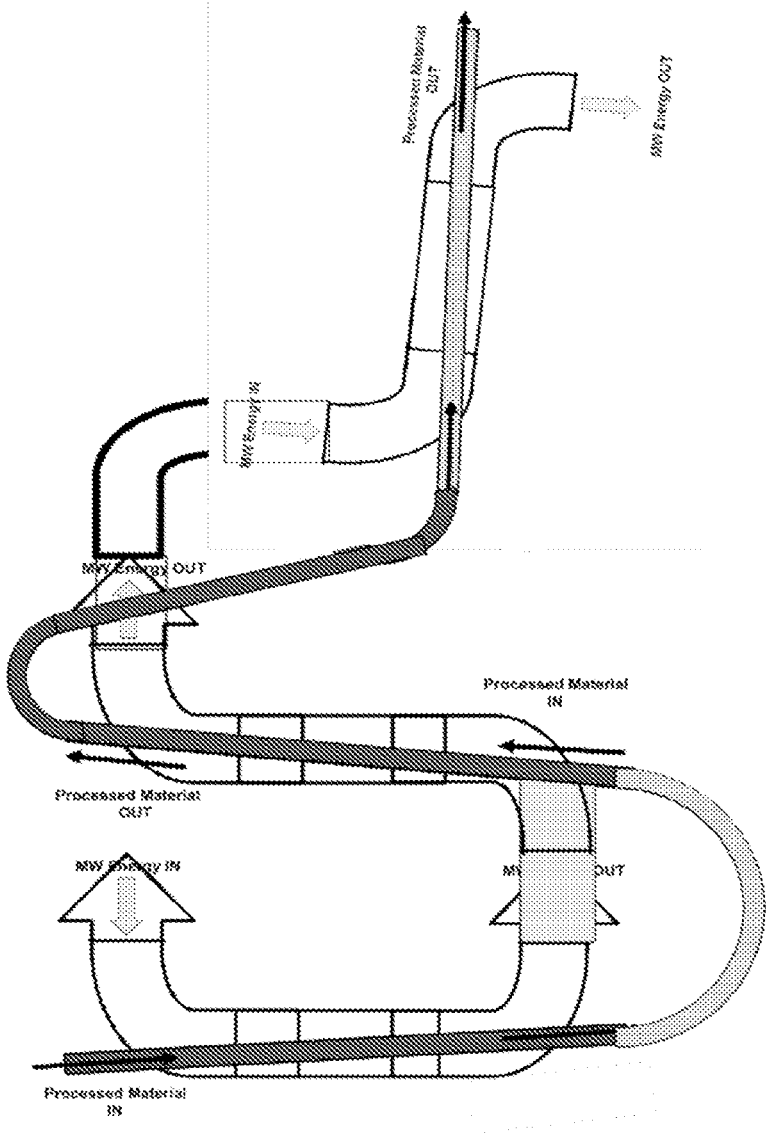 Processed Material
OUT
MW Energy OUT
MW Energy IN
MW Energy OUT
Processed Material
IN
Processed Material
OUT
MW Energy IN
OUT
Processed Material
IN